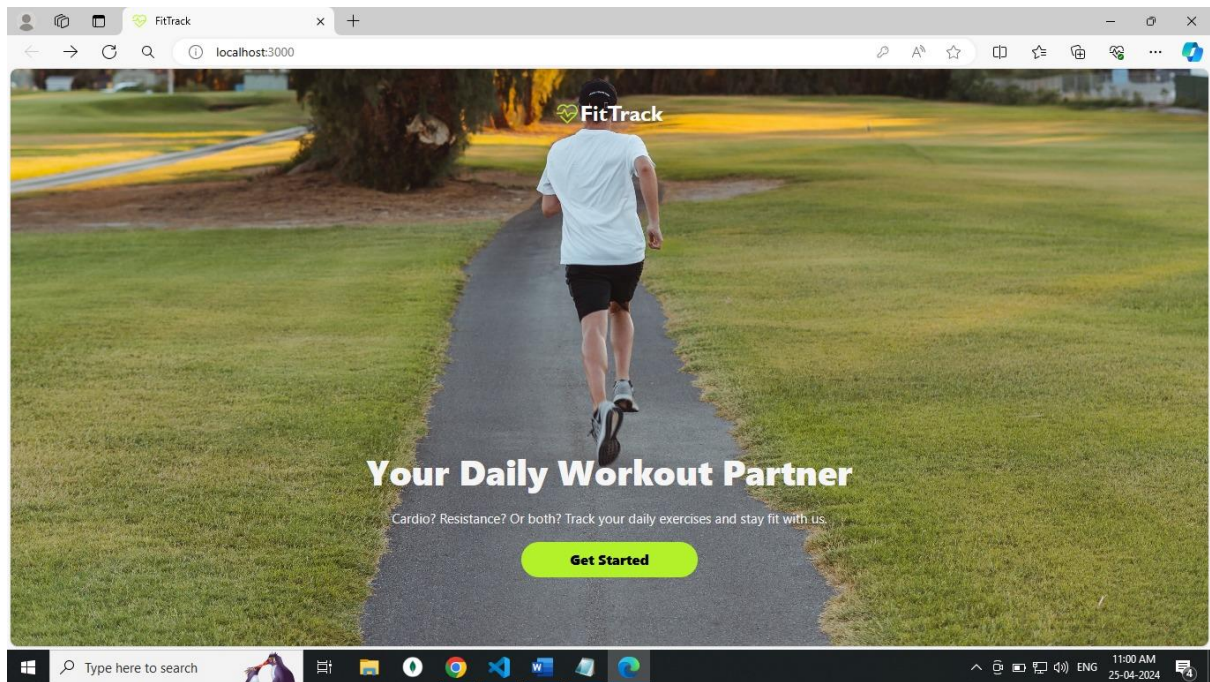 FitTrack
localhost:3000
FitTrack
Your Daily Workout Partner
Cardio? Resistance? Or both? Track your daily exercises and stay fit with us.
Get Started
Type here to search
ENG
11:00 AM
25-04-2024
4